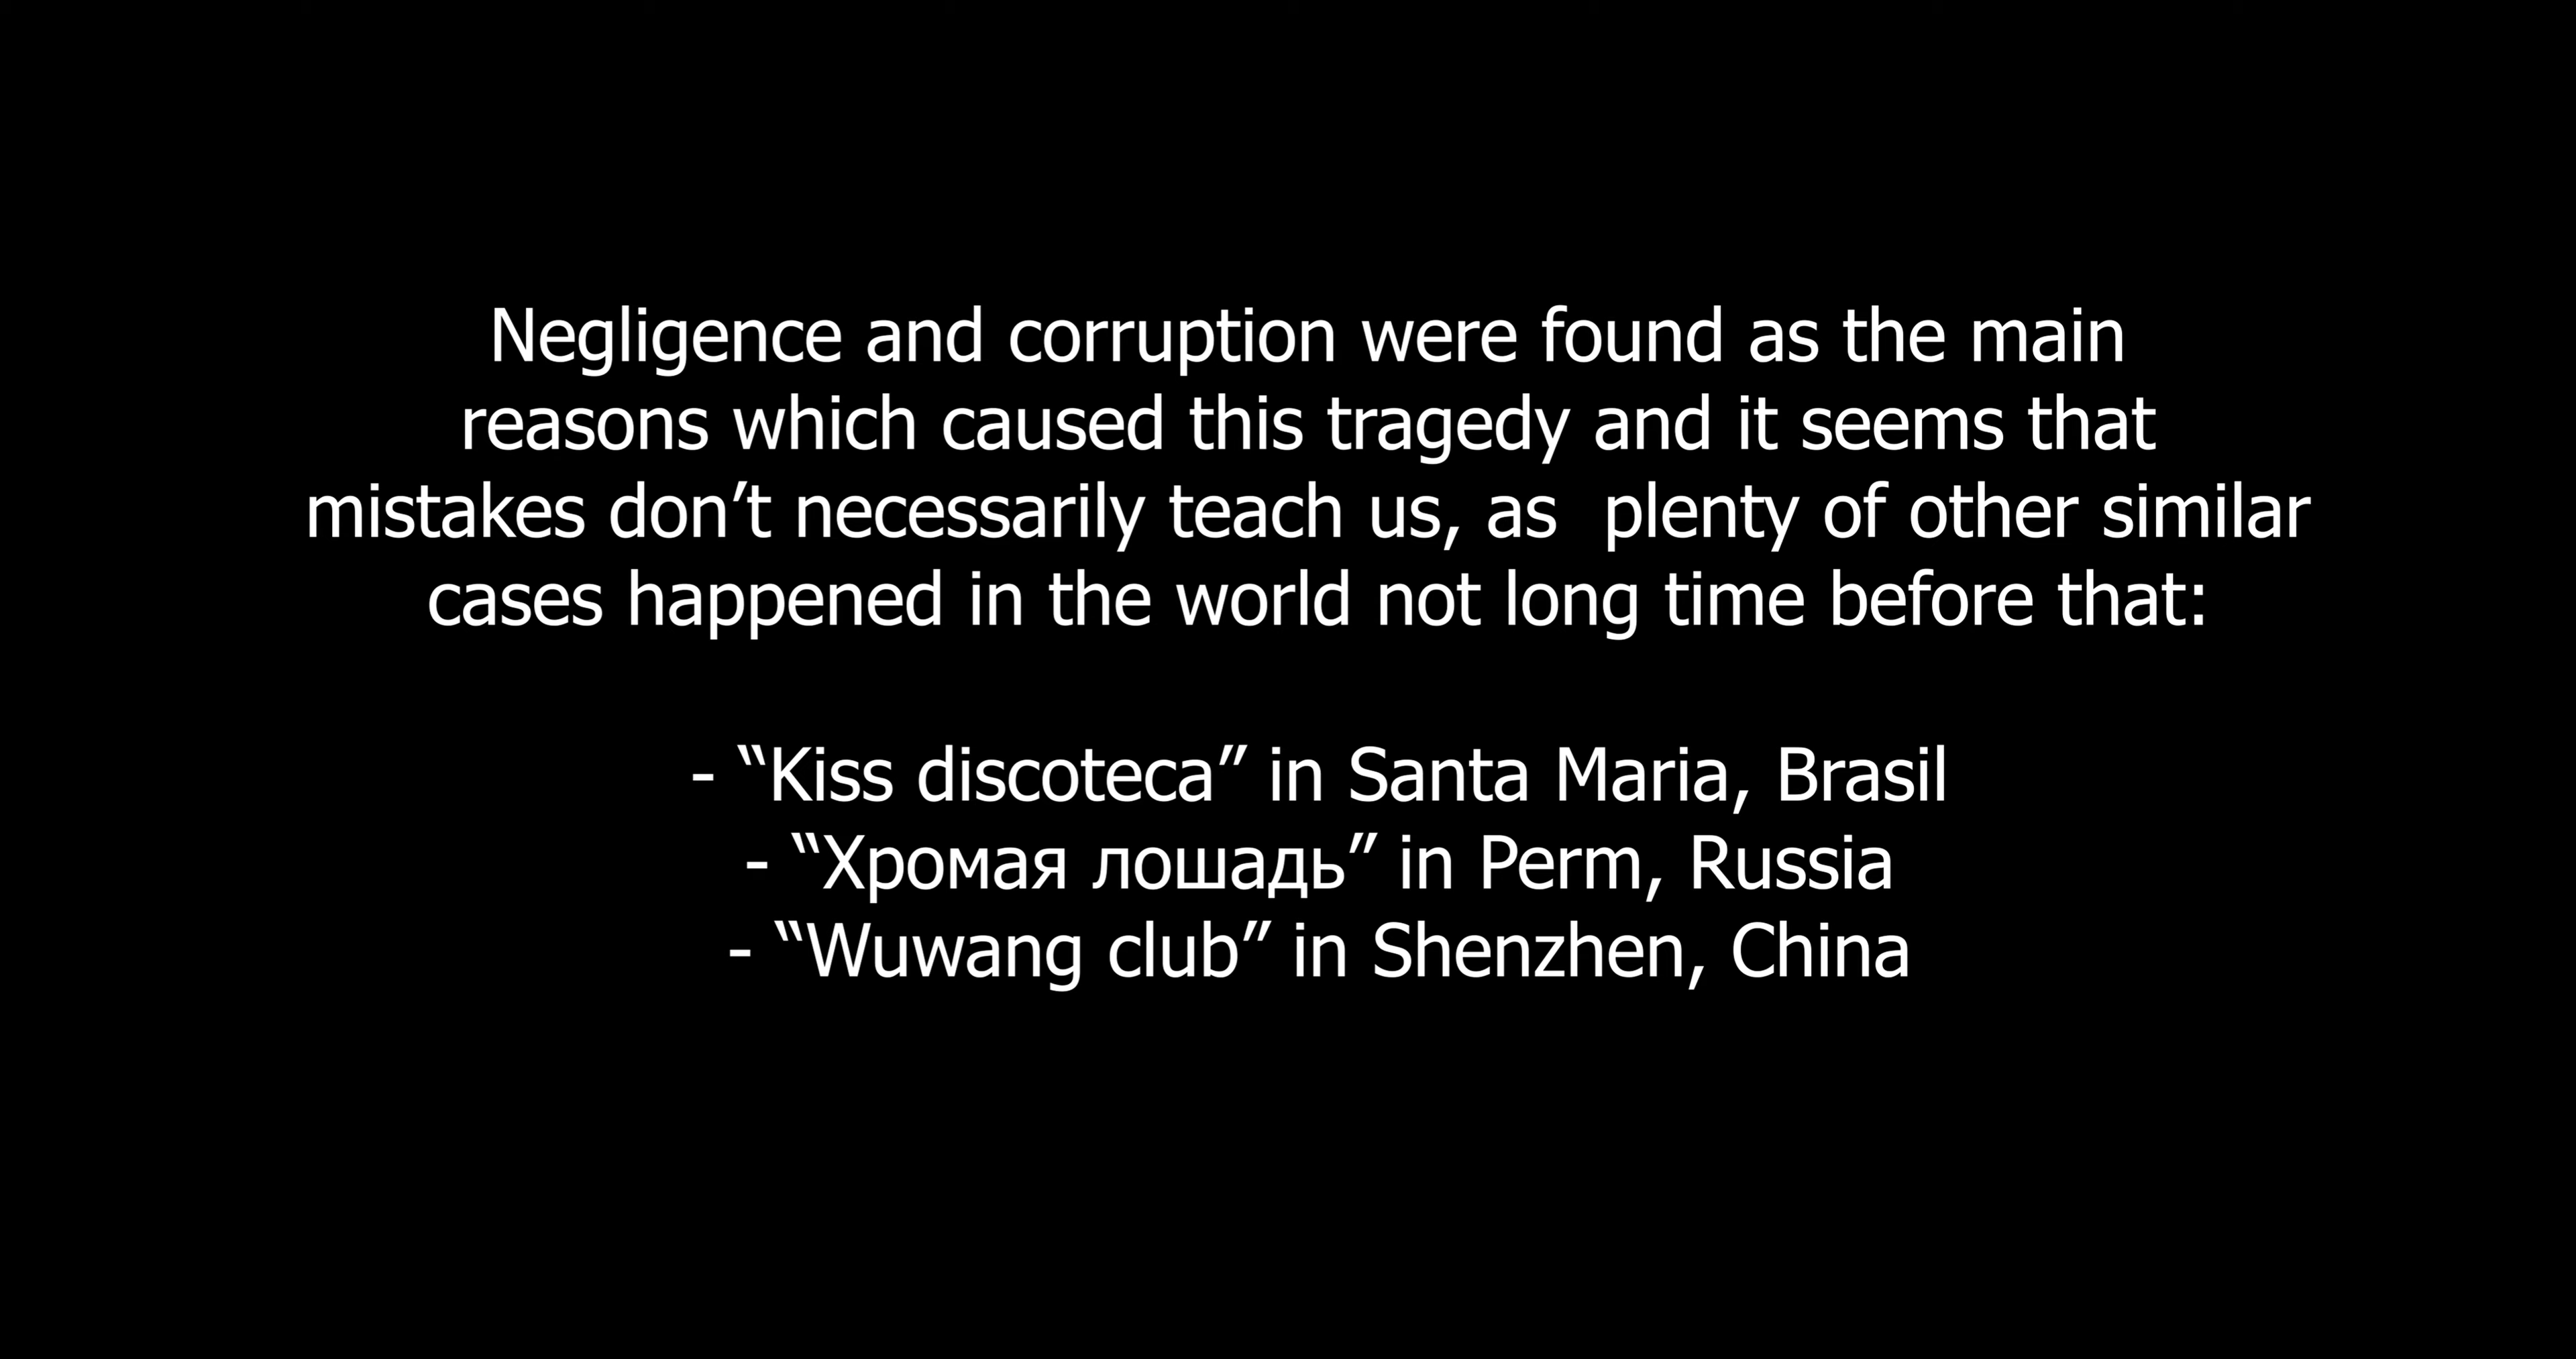 Negligence and corruption were found as the main
reasons which caused this tragedy and it seems that
mistakes don’t necessarily teach us, as  plenty of other similar
cases happened in the world not long time before that:
- “Kiss discoteca” in Santa Maria, Brasil
- “Хромая лошадь” in Perm, Russia
- “Wuwang club” in Shenzhen, China